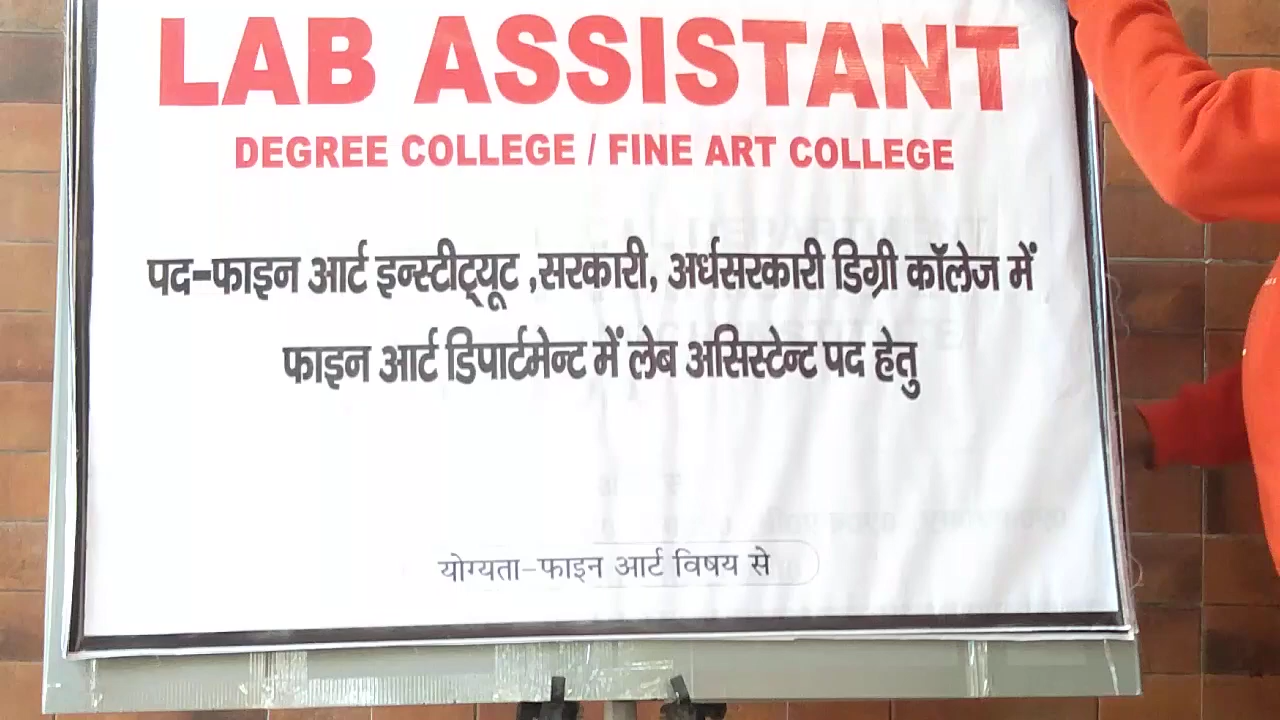 LAB ASSISTANT
DEGREE COLLEGE / FINE ART COLLEGE
पद-फाइन आर्ट इन्स्टीट्र्यूट ,सरकारी, अर्धसरकारी डिग्री कॉलेज में
फाइन आर्ट डिपार्टमेन्ट में लेब असिस्टेन्ट पद हेतु
योग्यता-फाइन आर्ट विषय से